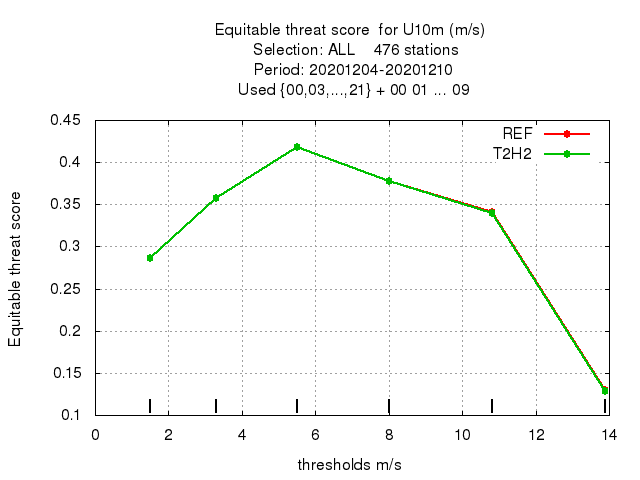 Equitable threat score  for U10m (m/s)
Selection: ALL    476 stations
Period: 20201204-20201210
Used {00,03,...,21} + 00 01 ... 09
REF
T2H2
Equitable threat score
0.45
0.4
0.35
0.3
0.25
0.2
0.15
0.1
0 2 4 6 8 10 12 14
thresholds m/s